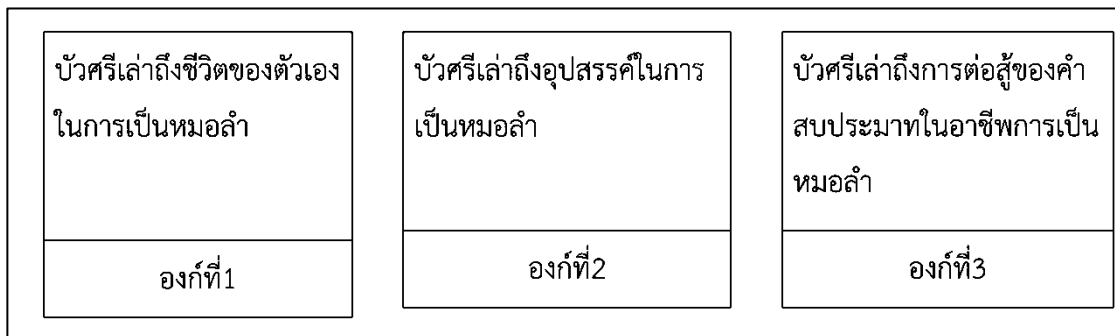 บัวศรีเล่าถึงชีวิตของตัวเอง
ในการเป็นหมอลำ
องก์ที่1
บัวศรีเล่าถึงอุปสรรค์ในการ
เป็นหมอลำ
องก์ที่2
บัวศรีเล่าถึงการต่อสู้ของคำ
สบประมาทในอาชีพการเป็น
หมอลำ
องก์ที่3